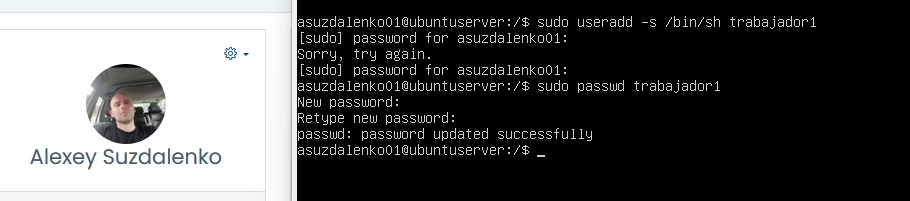 Alexey Suzdalenko
asuzdalenko01@ubuntuserver:/$ sudo useradd -s /bin/sh trabajador1
[sudo] password for asuzdalenko01:
Sorry, try again.
[sudo] password for asuzdalenko01:
asuzdalenko01@ubuntuserver:/$ sudo passwd trabajador1
New password:
Retype new password:
passwd: password updated successfully
asuzdalenko01@ubuntuserver:/$ _